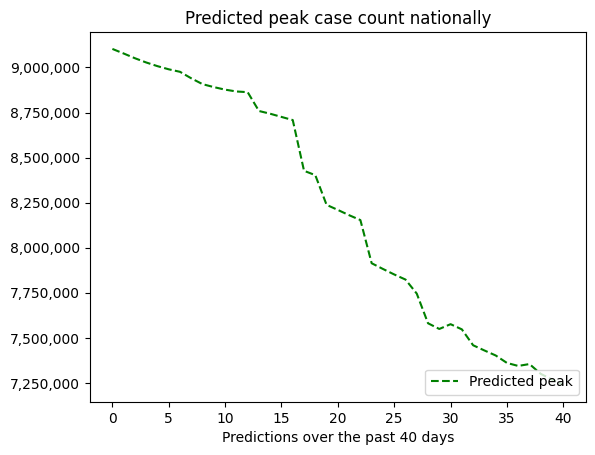 Predicted peak case count nationally
9,000,000
8,750,000
8,500,000
8,250,000
8,000,000
7,750,000
7,500,000
7,250,000
Predicted peak
0 5 10 15 20 25 30 35 40
Predictions over the past 40 days